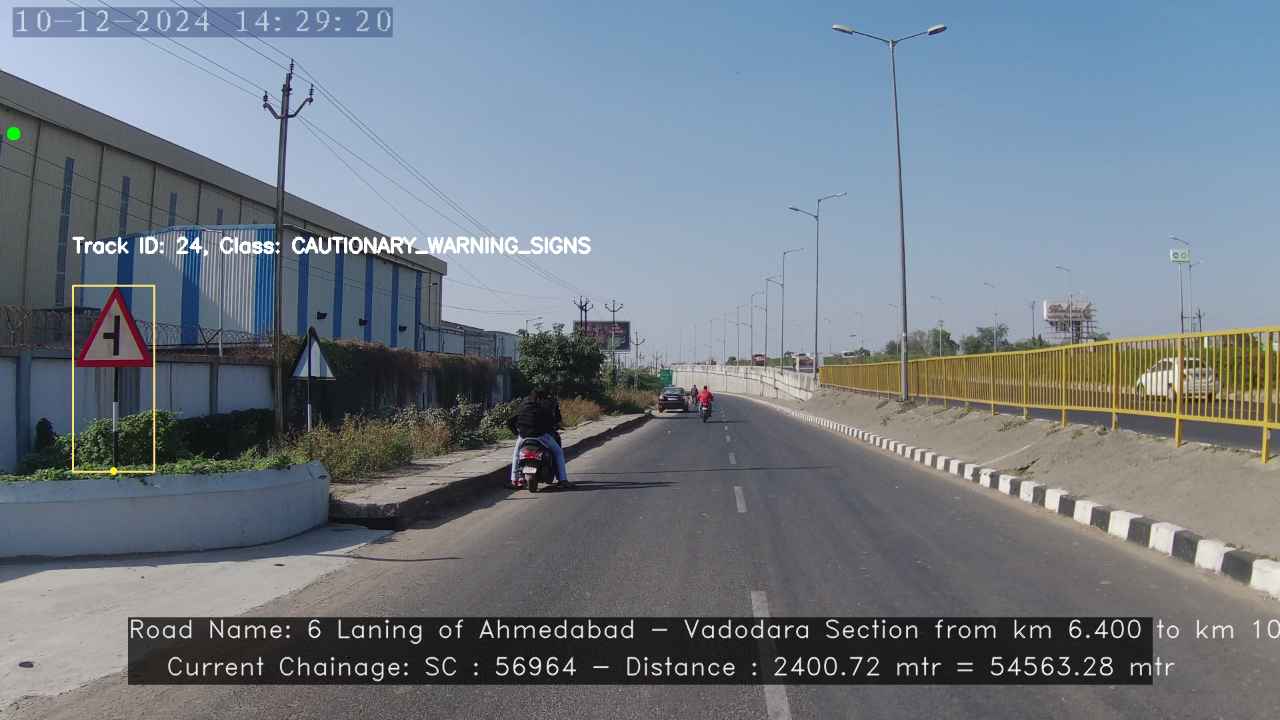 10-12-2024 14:29:20
Track ID: 24, Class: CAUTIONARY_WARNING_SIGNS
Road Name: 6 Laning of Ahmedabad - Vadodara Section from km 6.400 to km 10
Current Chainage: SC : 56964 - Distance : 2400.72 mtr = 54563.28 mtr